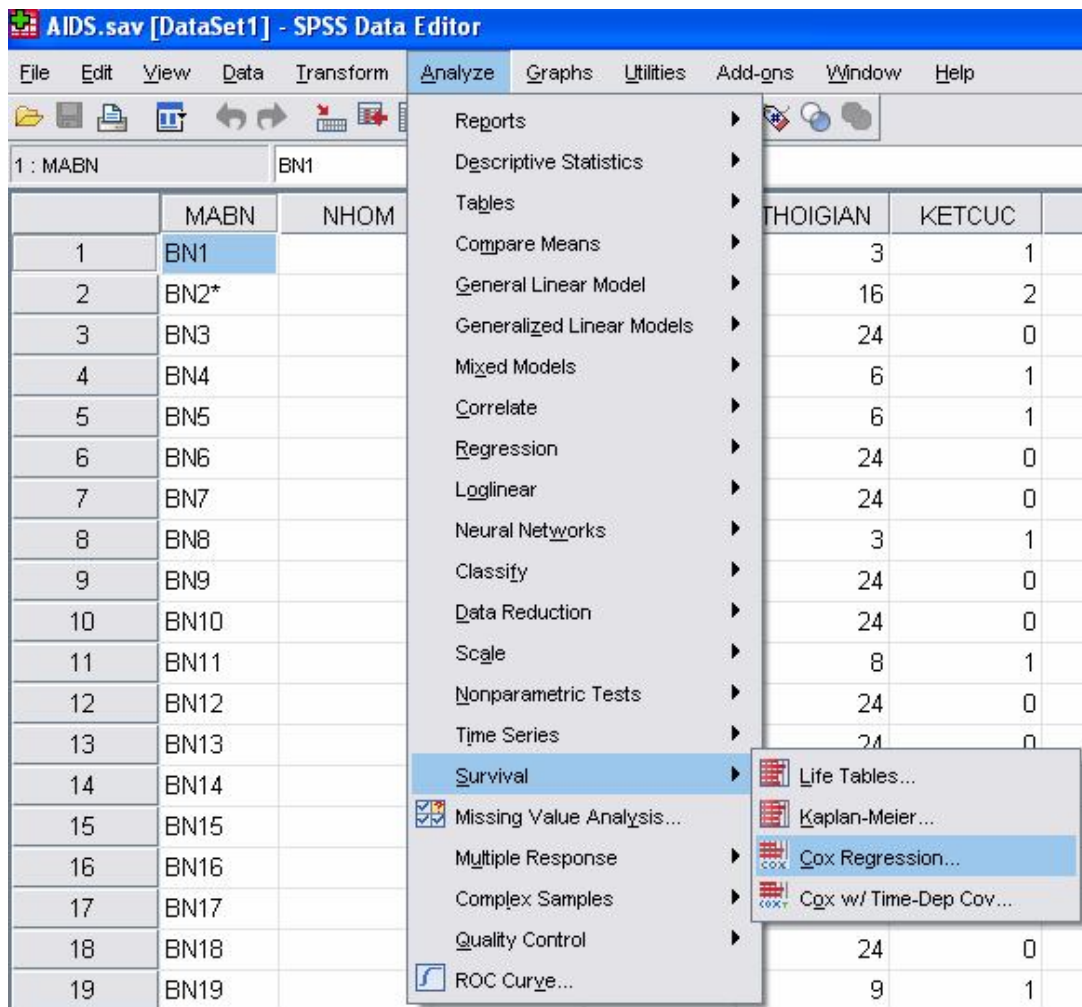 AIDS.sav [DataSet1] - SPSS Data Editor
File Edit View Data Transform Analyze Graphs Utilities Add-ons Window Help
1 : MABN BN1
MABN NHOM THOIGIAN KETCUC
1 BN1 3 1
2 BN2* 16 2
3 BN3 24 0
4 BN4 6 1
5 BN5 6 1
6 BN6 24 0
7 BN7 24 0
8 BN8 3 1
9 BN9 24 0
10 BN10 24 0
11 BN11 8 1
12 BN12 24 0
13 BN13 24 0
14 BN14
15 BN15
16 BN16
17 BN17
18 BN18 24 0
19 BN19 9 1
Reports
Descriptive Statistics
Tables
Compare Means
General Linear Model
Generalized Linear Models
Mixed Models
Correlate
Regression
Loglinear
Neural Networks
Classify
Data Reduction
Scale
Nonparametric Tests
Time Series
Survival
Missing Value Analysis...
Multiple Response
Complex Samples
Quality Control
ROC Curve...
Life Tables...
Kaplan-Meier...
COX Cox Regression...
Cox w/ Time-Dep Cov...